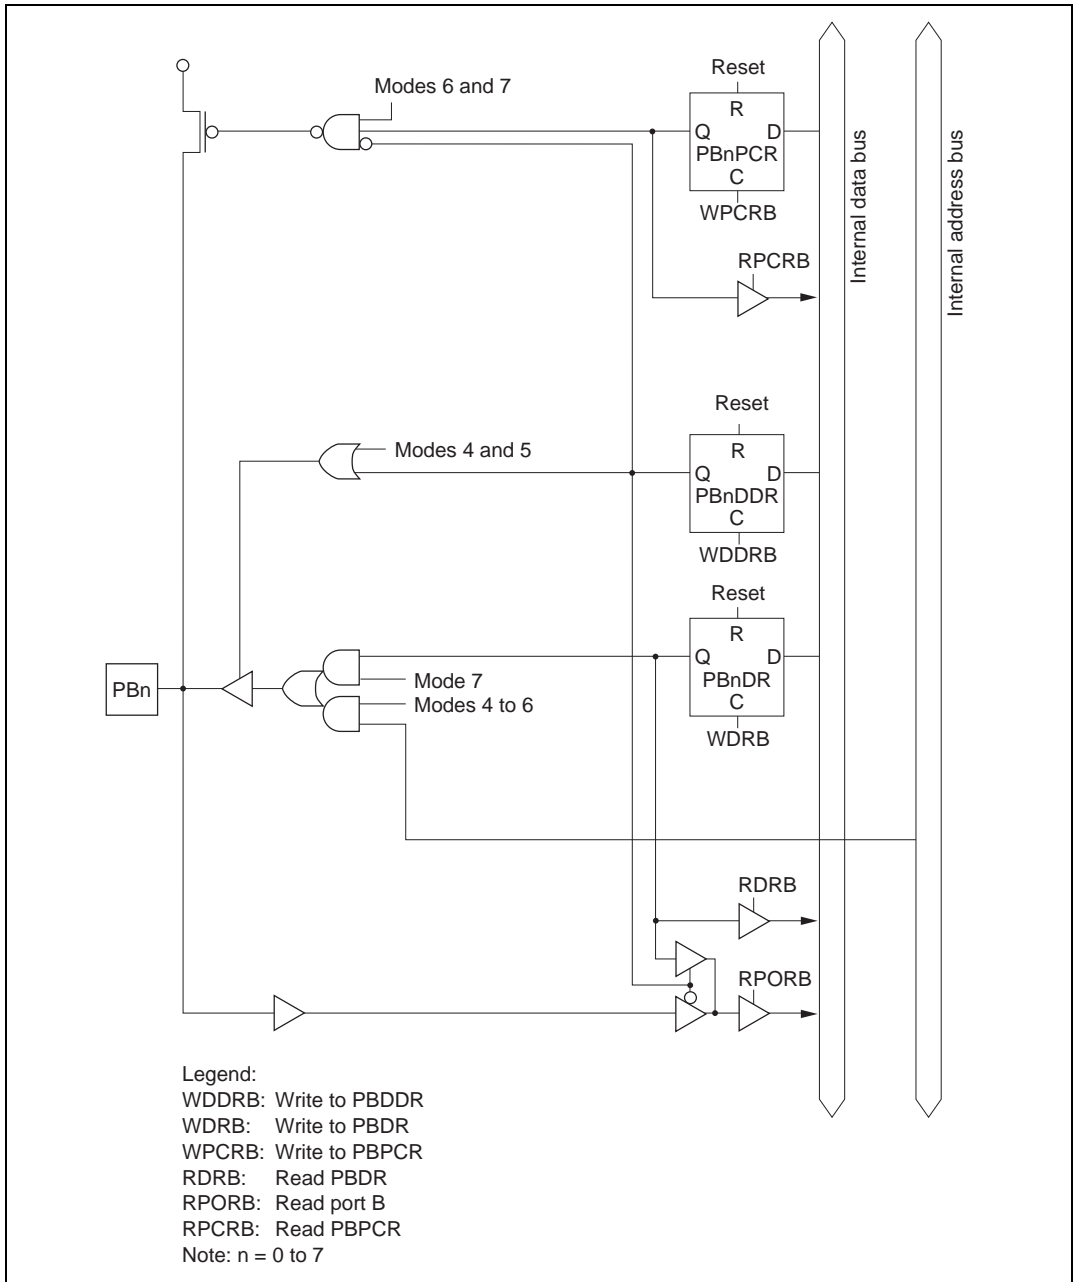 Reset
Modes 6 and 7
R
Q D
PBnPCR
C
WPCRB
Internal data bus
Internal address bus
RPCRB
Reset
Modes 4 and 5
R
Q D
PBnDDR
C
WDDRB
Reset
R
Q D
PBnDR
C
WDRB
PBn
Mode 7
Modes 4 to 6
RDRB
RPORB
Legend:
WDDRB: Write to PBDDR
WDRB: Write to PBDR
WPCRB: Write to PBPCR
RDRB: Read PBDR
RPORB: Read port B
RPCRB: Read PBPCR
Note: n = 0 to 7